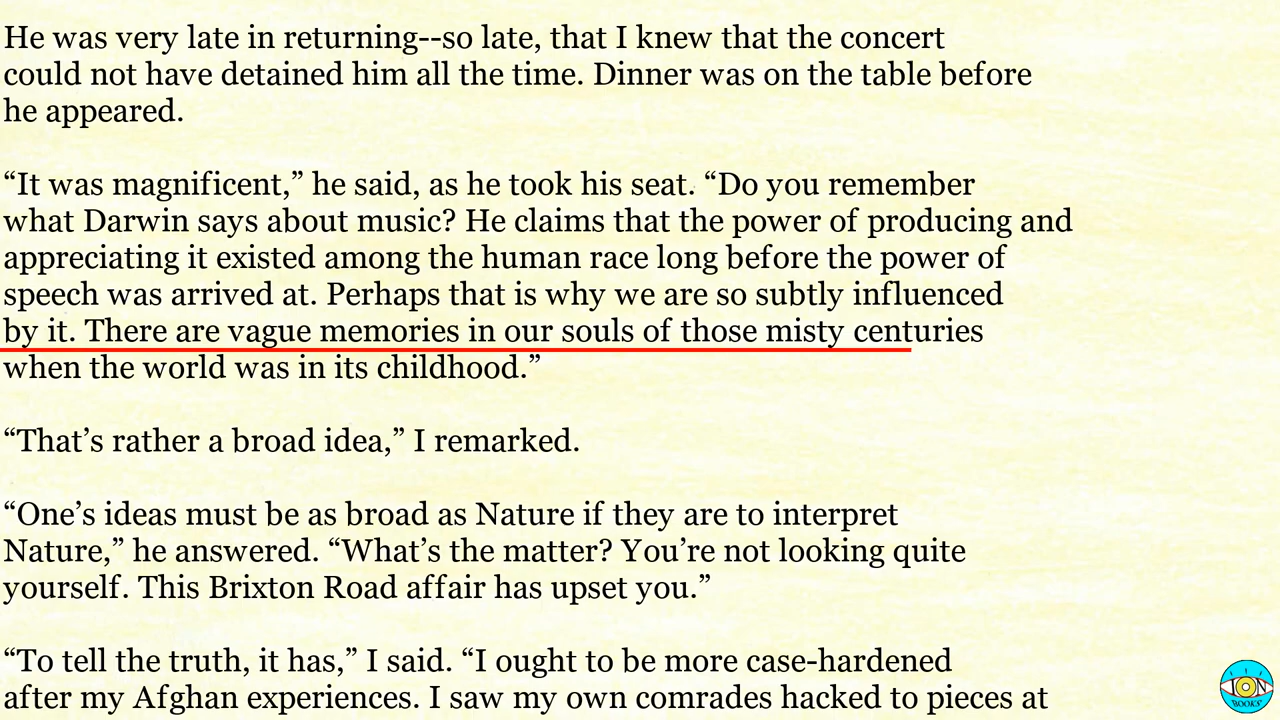 He was very late in returning--so late, that I knew that the concert
could not have detained him all the time. Dinner was on the table before
he appeared.
“It was magnificent,” he said, as he took his seat. “Do you remember
what Darwin says about music? He claims that the power of producing and
appreciating it existed among the human race long before the power of
speech was arrived at. Perhaps that is why we are so subtly influenced
by it. There are vague memories in our souls of those misty centuries
when the world was in its childhood.”
“That’s rather a broad idea,” I remarked.
“One’s ideas must be as broad as Nature if they are to interpret
Nature,” he answered. “What’s the matter? You’re not looking quite
yourself. This Brixton Road affair has upset you.”
“To tell the truth, it has,” I said. “I ought to be more case-hardened
after my Afghan experiences. I saw my own comrades hacked to pieces at
ION
BOOKS